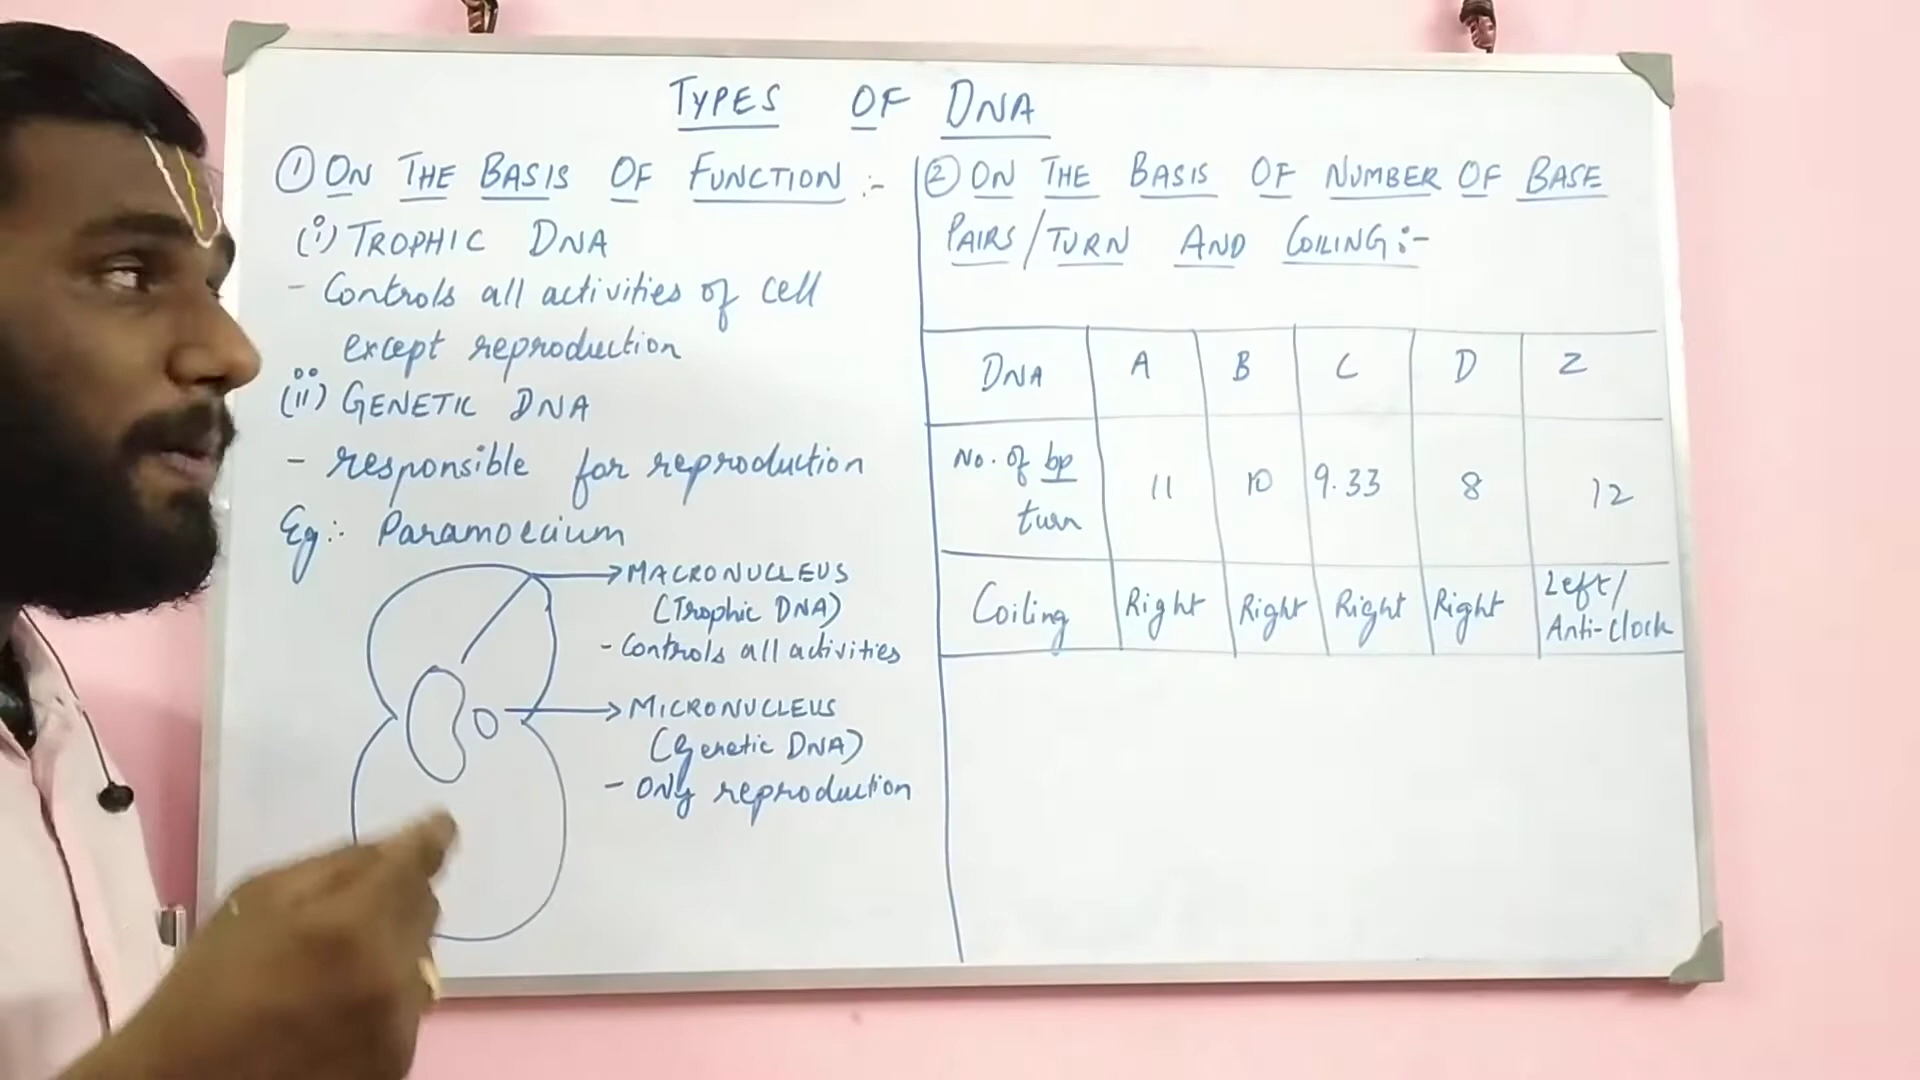 TYPES OF DNA
① ON THE BASIS OF FUNCTION :-
(i) TROPHIC DNA
- Controls all activities of cell
except reproduction
(ii) GENETIC DNA
- responsible for reproduction
Eg:- Paramoecium
MACRONUCLEUS
(Trophic DNA)
- Controls all activities
MICRONUCLEUS
(Genetic DNA)
- Only reproduction
② ON THE BASIS OF NUMBER OF BASE
PAIRS/TURN AND COILING:-
DNA A B C D Z
No. of bp
turn 11 10 9.33 8 12
Coiling Right Right Right Right Left/
Anti-clock